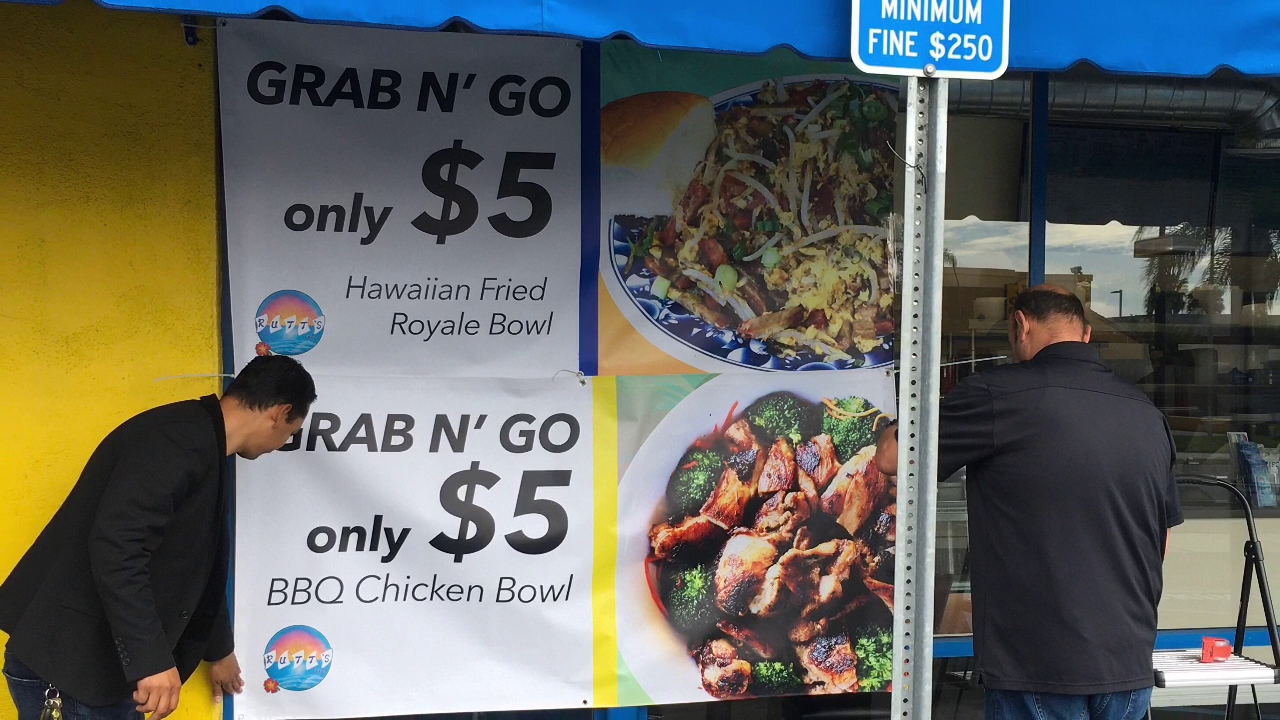 MINIMUM
FINE $250
GRAB N' GO
only $5
Hawaiian Fried
Royale Bowl
RUTT'S
GRAB N' GO
only $5
BBQ Chicken Bowl
RUTT'S